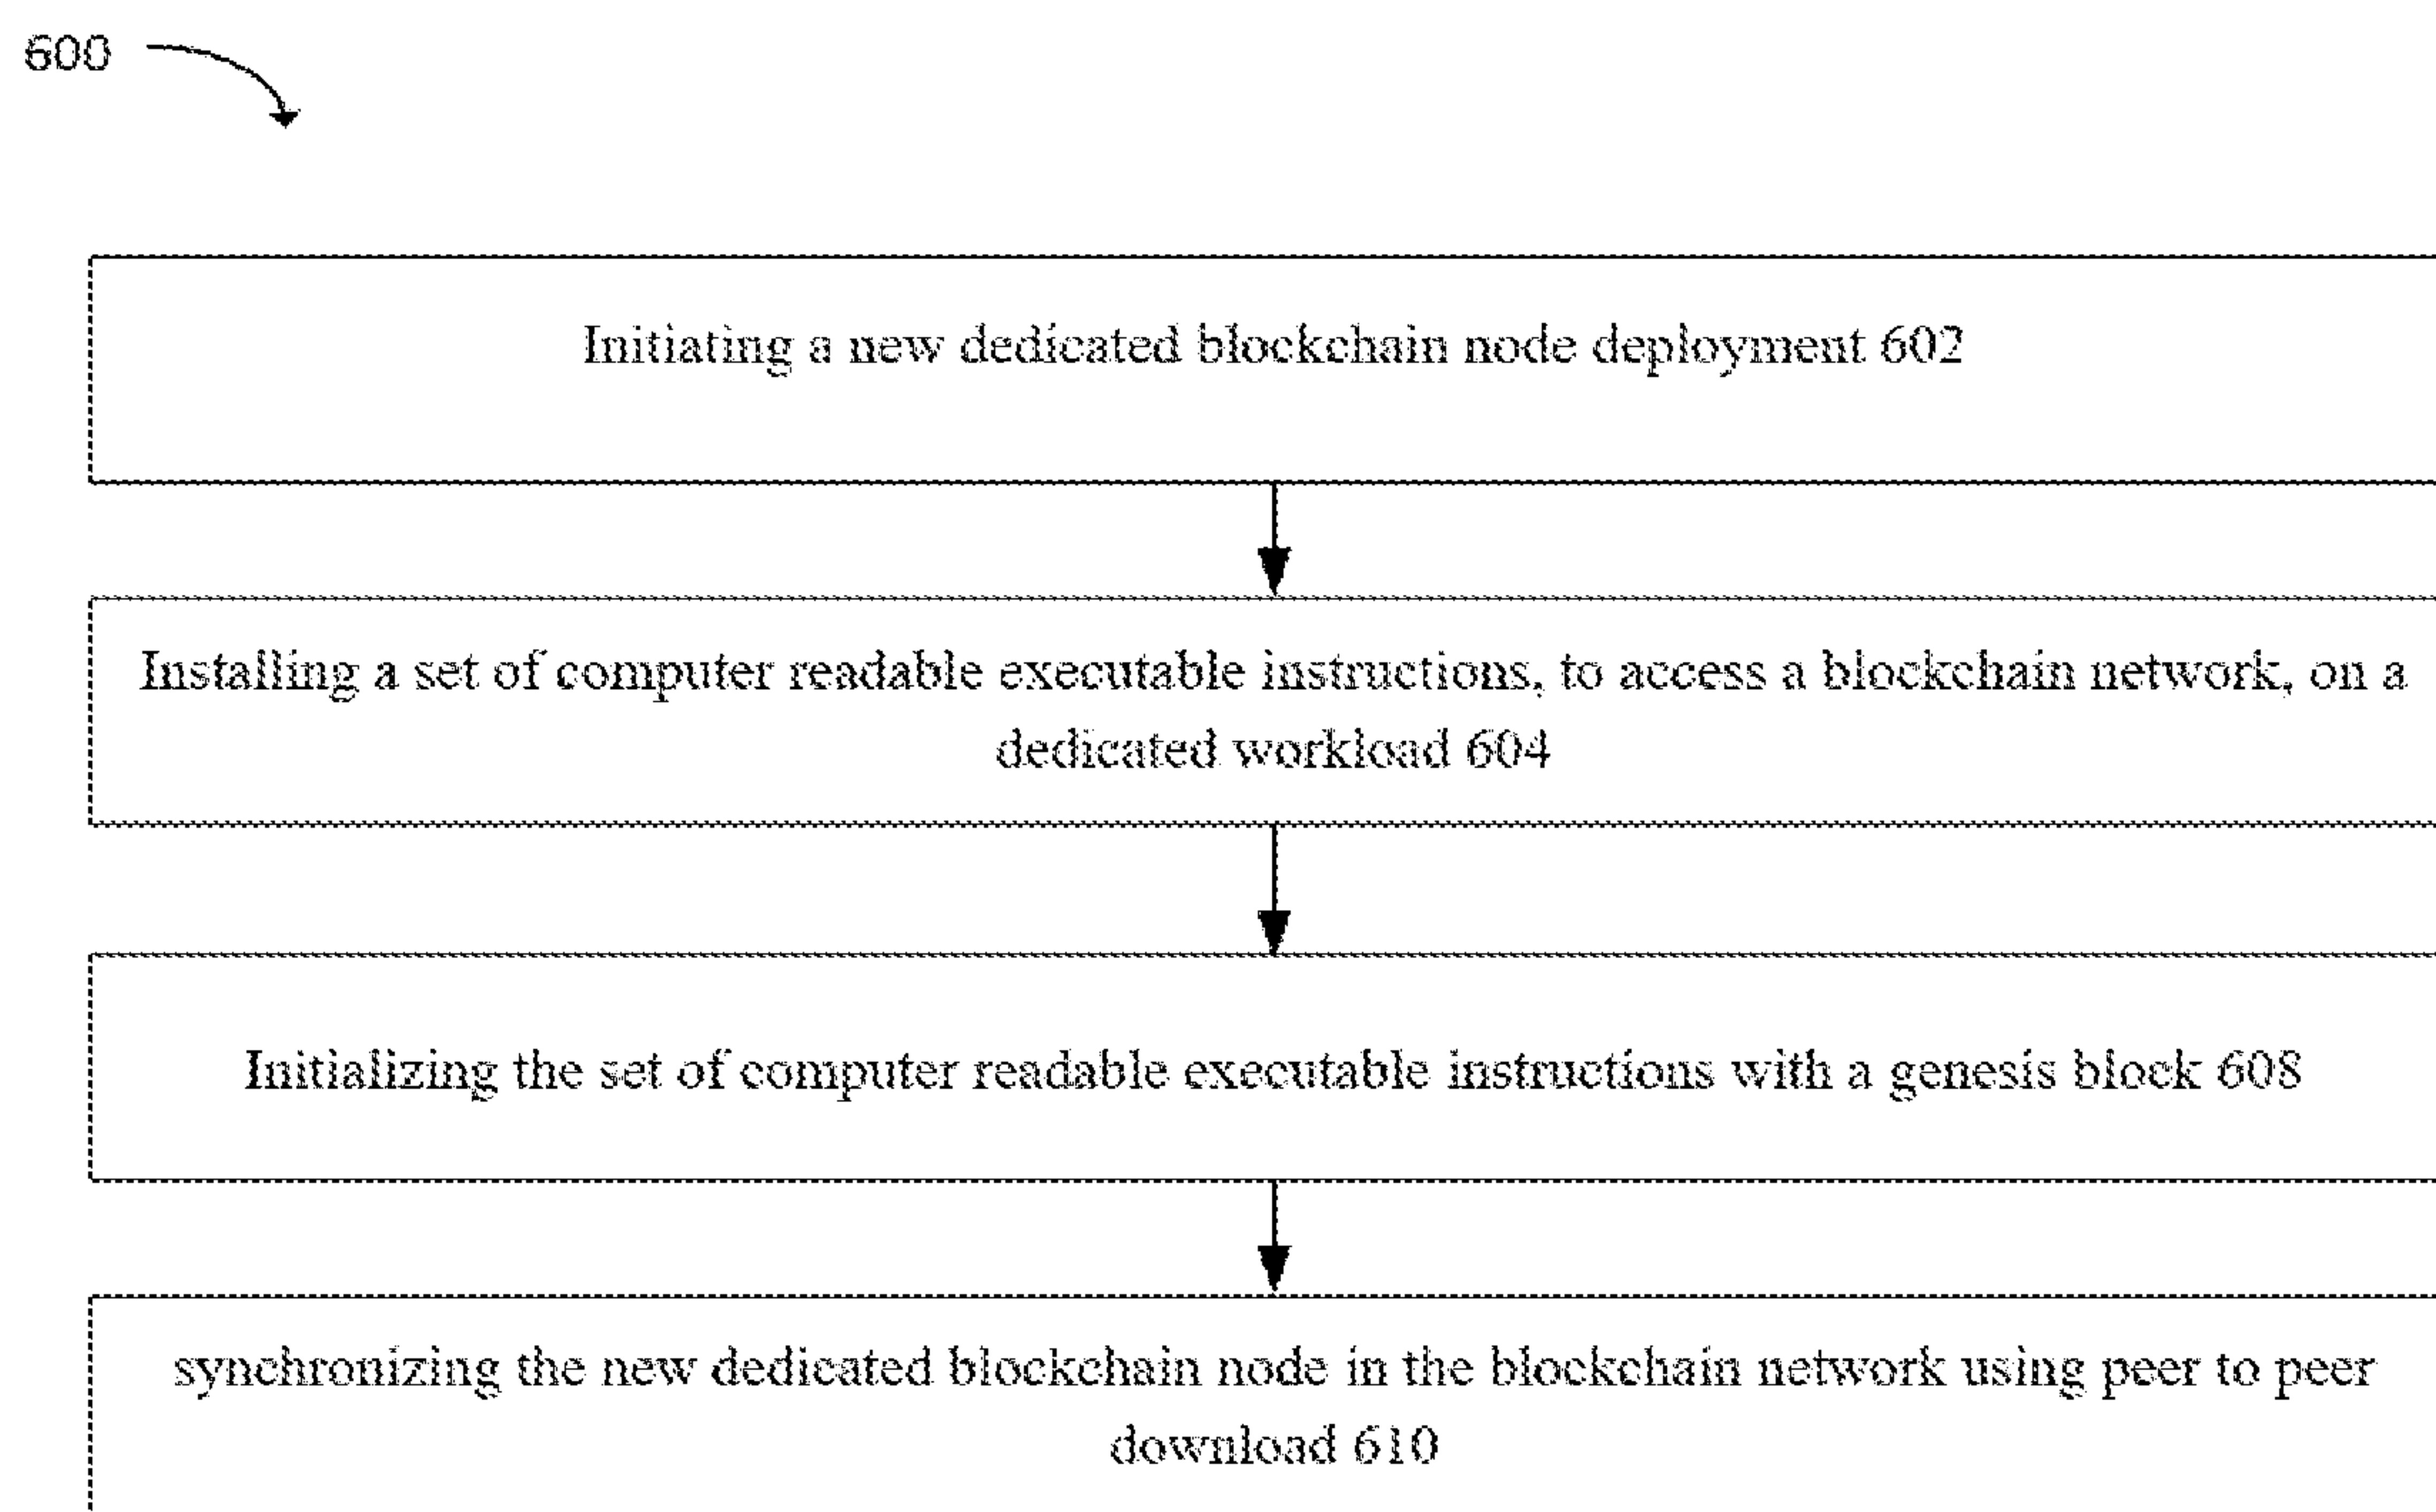 600
Initiating a new dedicated blockchain node deployment 602
Installing a set of computer readable executable instructions, to access a blockchain network, on a
dedicated workload 604
Initializing the set of computer readable executable instructions with a genesis block 608
synchronizing the new dedicated blockchain node in the blockchain network using peer to peer
download 610